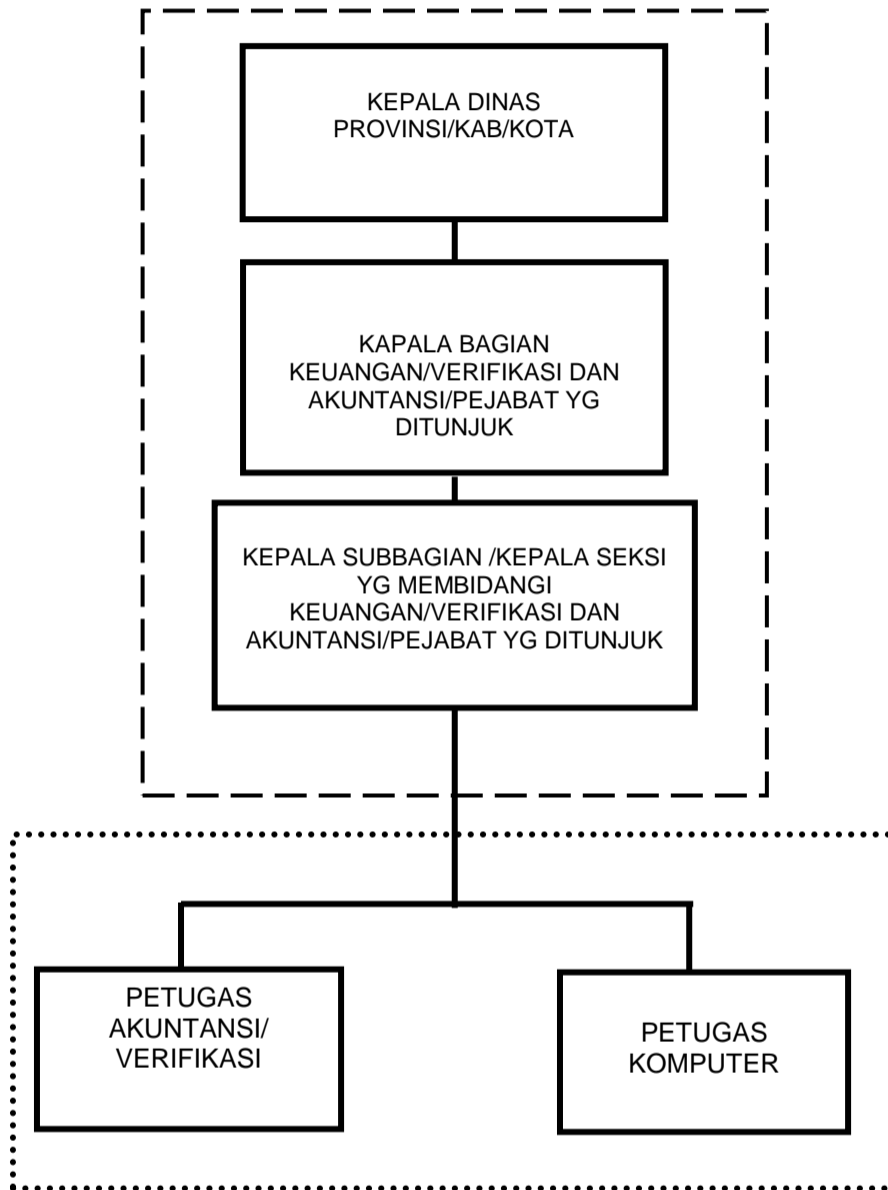 KEPALA DINAS
PROVINSI/KAB/KOTA
KAPALA BAGIAN
KEUANGAN/VERIFIKASI DAN
AKUNTANSI/PEJABAT YG
DITUNJUK
KEPALA SUBBAGIAN /KEPALA SEKSI
YG MEMBIDANGI
KEUANGAN/VERIFIKASI DAN
AKUNTANSI/PEJABAT YG DITUNJUK
PETUGAS
AKUNTANSI/
VERIFIKASI
PETUGAS
KOMPUTER